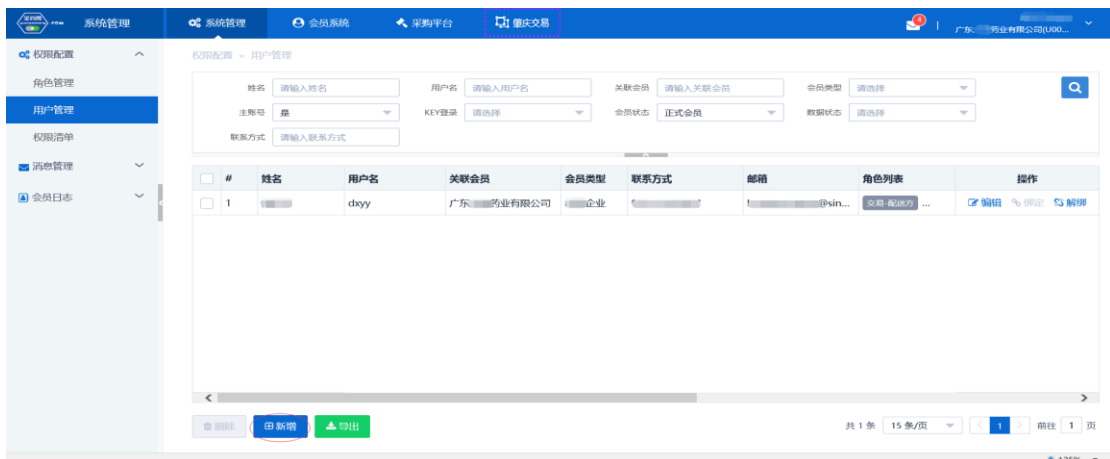 系统管理 系统管理 会员系统 采购平台 重庆交易 4
广东 药业有限公司(U00...
权限配置
角色管理
用户管理
权限清单
消息管理
会员日志
权限配置 > 用户管理
姓名 请输入姓名 用户名 请输入用户名 关联会员 请输入关联会员 会员类型 请选择
主账号 是 KEY登录 请选择 会员状态 正式会员 数据状态 请选择
联系方式 请输入联系方式
# 姓名 用户名 关联会员 会员类型 联系方式 邮箱 角色列表 操作
1 dxyy 广东 药业有限公司 企业 @sin... 交易-配送方 ... 编辑 绑定 解绑
删除 新增 导出 共 1 条 15 条/页 1 前往 1 页